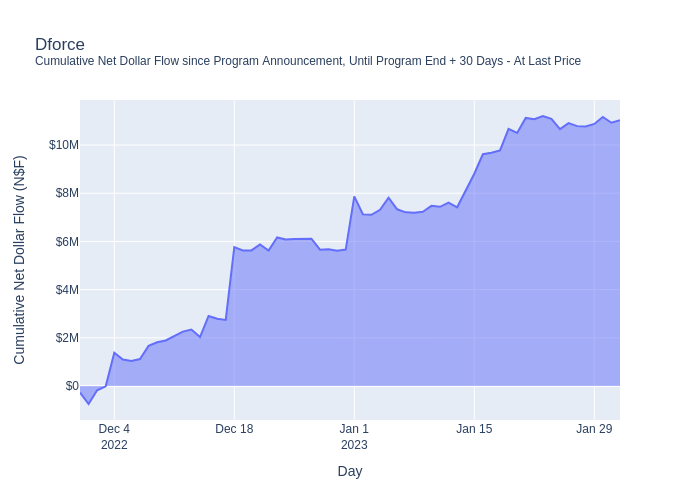 Dforce
Cumulative Net Dollar Flow since Program Announcement, Until Program End + 30 Days - At Last Price
Cumulative Net Dollar Flow (N$F)
$10M
$8M
$6M
$4M
$2M
$0
Dec 4
2022
Dec 18
Jan 1
2023
Jan 15
Jan 29
Day